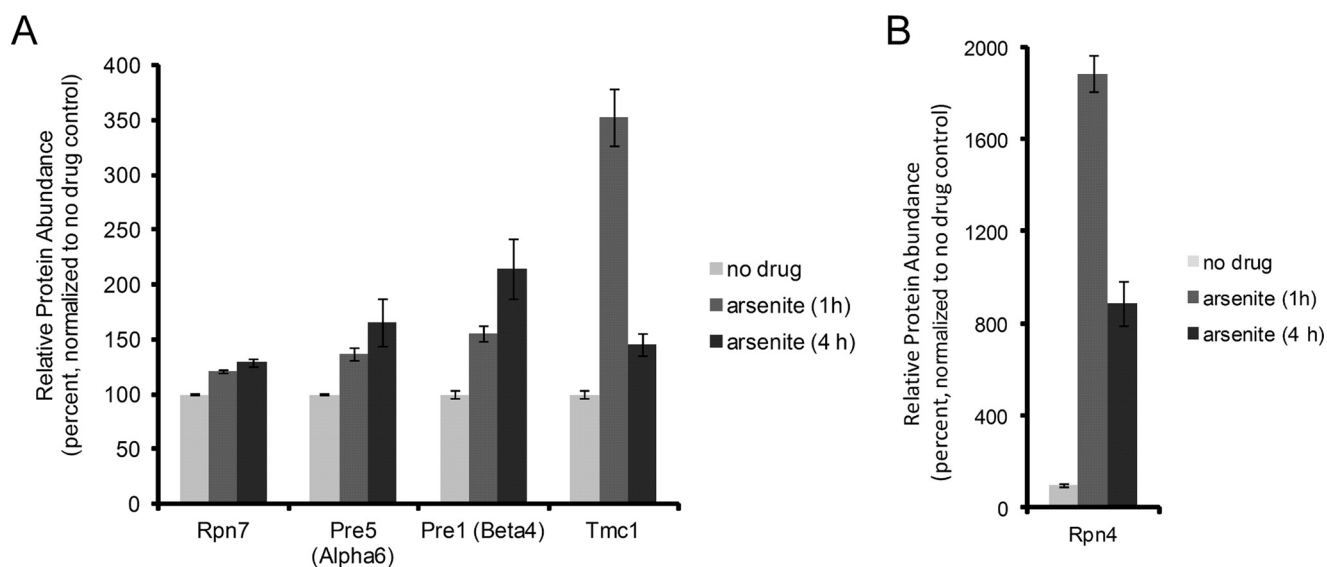 A
Relative Protein Abundance
(percent, normalized to no drug control)
400
350
300
250
200
150
100
50
0
Rpn7
Pre5
(Alpha6)
Pre1 (Beta4)
Tmc1
no drug
arsenite (1h)
arsenite (4 h)
B
Relative Protein Abundance
(percent, normalized to no drug control)
2000
1600
1200
800
400
0
Rpn4
no drug
arsenite (1h)
arsenite (4 h)